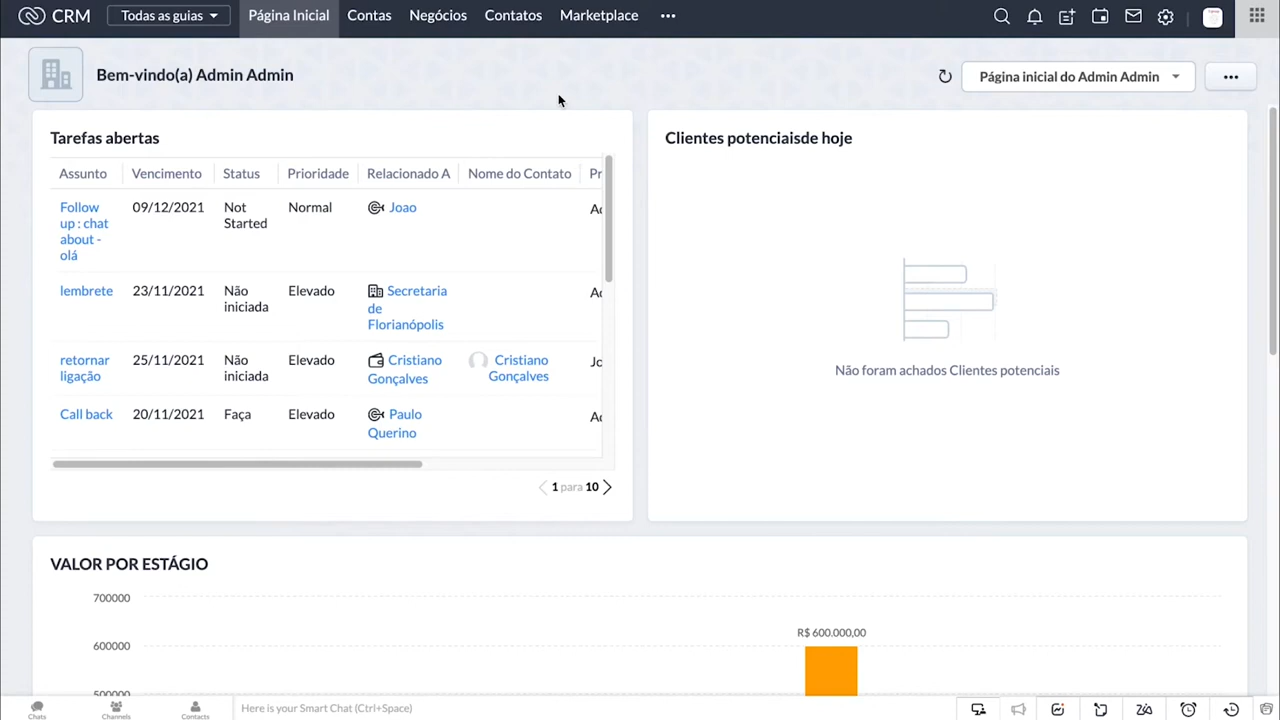 CRM Todas as guias Página Inicial Contas Negócios Contatos Marketplace
Bem-vindo(a) Admin Admin
Página inicial do Admin Admin
Tarefas abertas
Assunto Vencimento Status Prioridade Relacionado A Nome do Contato Pr
Follow up : chat about - olá 09/12/2021 Not Started Normal Joao Ac
lembrete 23/11/2021 Não iniciada Elevado Secretaria de Florianópolis Ac
retornar ligação 25/11/2021 Não iniciada Elevado Cristiano Gonçalves Cristiano Gonçalves Jo
Call back 20/11/2021 Faça Elevado Paulo Querino Ac
1 para 10
Clientes potenciaisde hoje
Não foram achados Clientes potenciais
VALOR POR ESTÁGIO
700000
R$ 600.000,00
600000
500000
Chats Channels Contacts Here is your Smart Chat (Ctrl+Space)